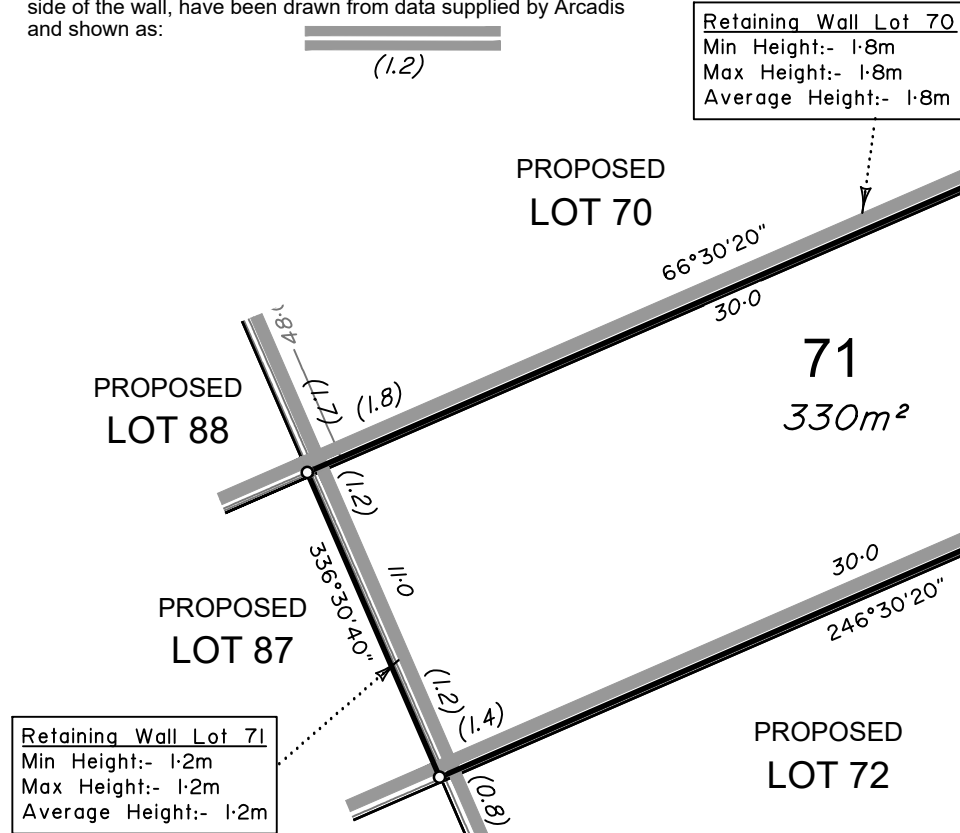 side of the wall, have been drawn from data supplied by Arcadis
and shown as:
(1.2)
Retaining Wall Lot 70
Min Height:- 1·8m
Max Height:- 1·8m
Average Height:- 1·8m
PROPOSED
LOT 70
66°30'20"
30·0
48·
(1.7)
(1.8)
71
330m²
PROPOSED
LOT 88
(1.2)
336°30'40"
11·0
30·0
246°30'20"
PROPOSED
LOT 87
(1.2)
(1.4)
Retaining Wall Lot 71
Min Height:- 1·2m
Max Height:- 1·2m
Average Height:- 1·2m
PROPOSED
LOT 72
(0.8)